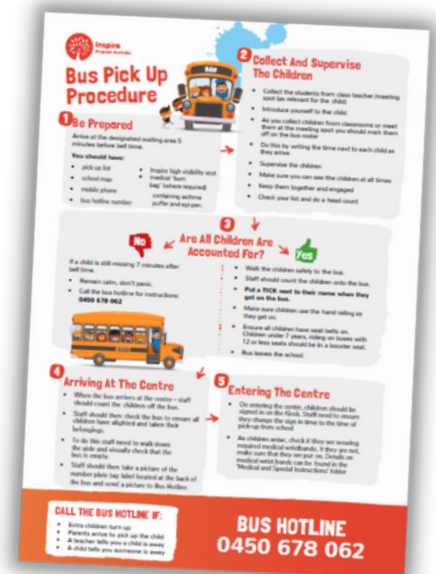 Inspire
Program Australia
Bus Pick Up
Procedure
1 Be Prepared
Arrive at the designated waiting area 5
minutes before bell time.
You should have:
• pick up list
• school map
• mobile phone
• bus hotline number
• Inspire high visibility vest
• medical 'bum
bag' (where required)
containing asthma
puffer and epi-pen.
2 Collect And Supervise
The Children
• Collect the students from class teacher /meeting
spot (as relevant for the child)
• Introduce yourself to the child
• As you collect children from classrooms or meet
them at the meeting spot you should mark them
off on the bus roster
• Do this by writing the time next to each child as
they arrive
• Supervise the children
• Make sure you can see the children at all times
• Keep them together and engaged
• Check your list and do a head count
3
Are All Children Are
Accounted For?
No
Yes
If a child is still missing 7 minutes after
bell time.
• Remain calm, don't panic.
• Call the bus hotline for instructions:
0450 678 062
• Walk the children safely to the bus.
• Staff should count the children onto the bus.
• Put a TICK next to their name when they
get on the bus.
• Make sure children use the hand railing as
they get on.
• Ensure all children have seat belts on.
Children under 7 years, riding on buses with
12 or less seats should be in a booster seat.
• Bus leaves the school.
4
Arriving At The Centre
• When the bus arrives at the centre - staff
should count the children off the bus.
• Staff should then check the bus to ensure all
children have alighted and taken their
belongings.
• To do this staff need to walk down
the aisle and visually check that the
bus is empty.
• Staff should then take a picture of the
number plate tag label located at the back of
the bus and send a picture to Bus Hotline.
5
Entering The Centre
• On entering the centre, children should be
signed in on the Kiosk. Staff need to ensure
they change the sign in time to the time of
pick-up from school
• As children enter, check if they are wearing
required medical wristbands. If they are not,
make sure that they are put on. Details on
medical wrist bands can be found in the
'Medical and Special Instructions' folder
CALL THE BUS HOTLINE IF:
• Extra children turn up
• Parents arrive to pick up the child
• A teacher tells you a child is away
• A child tells you someone is away
BUS HOTLINE
0450 678 062